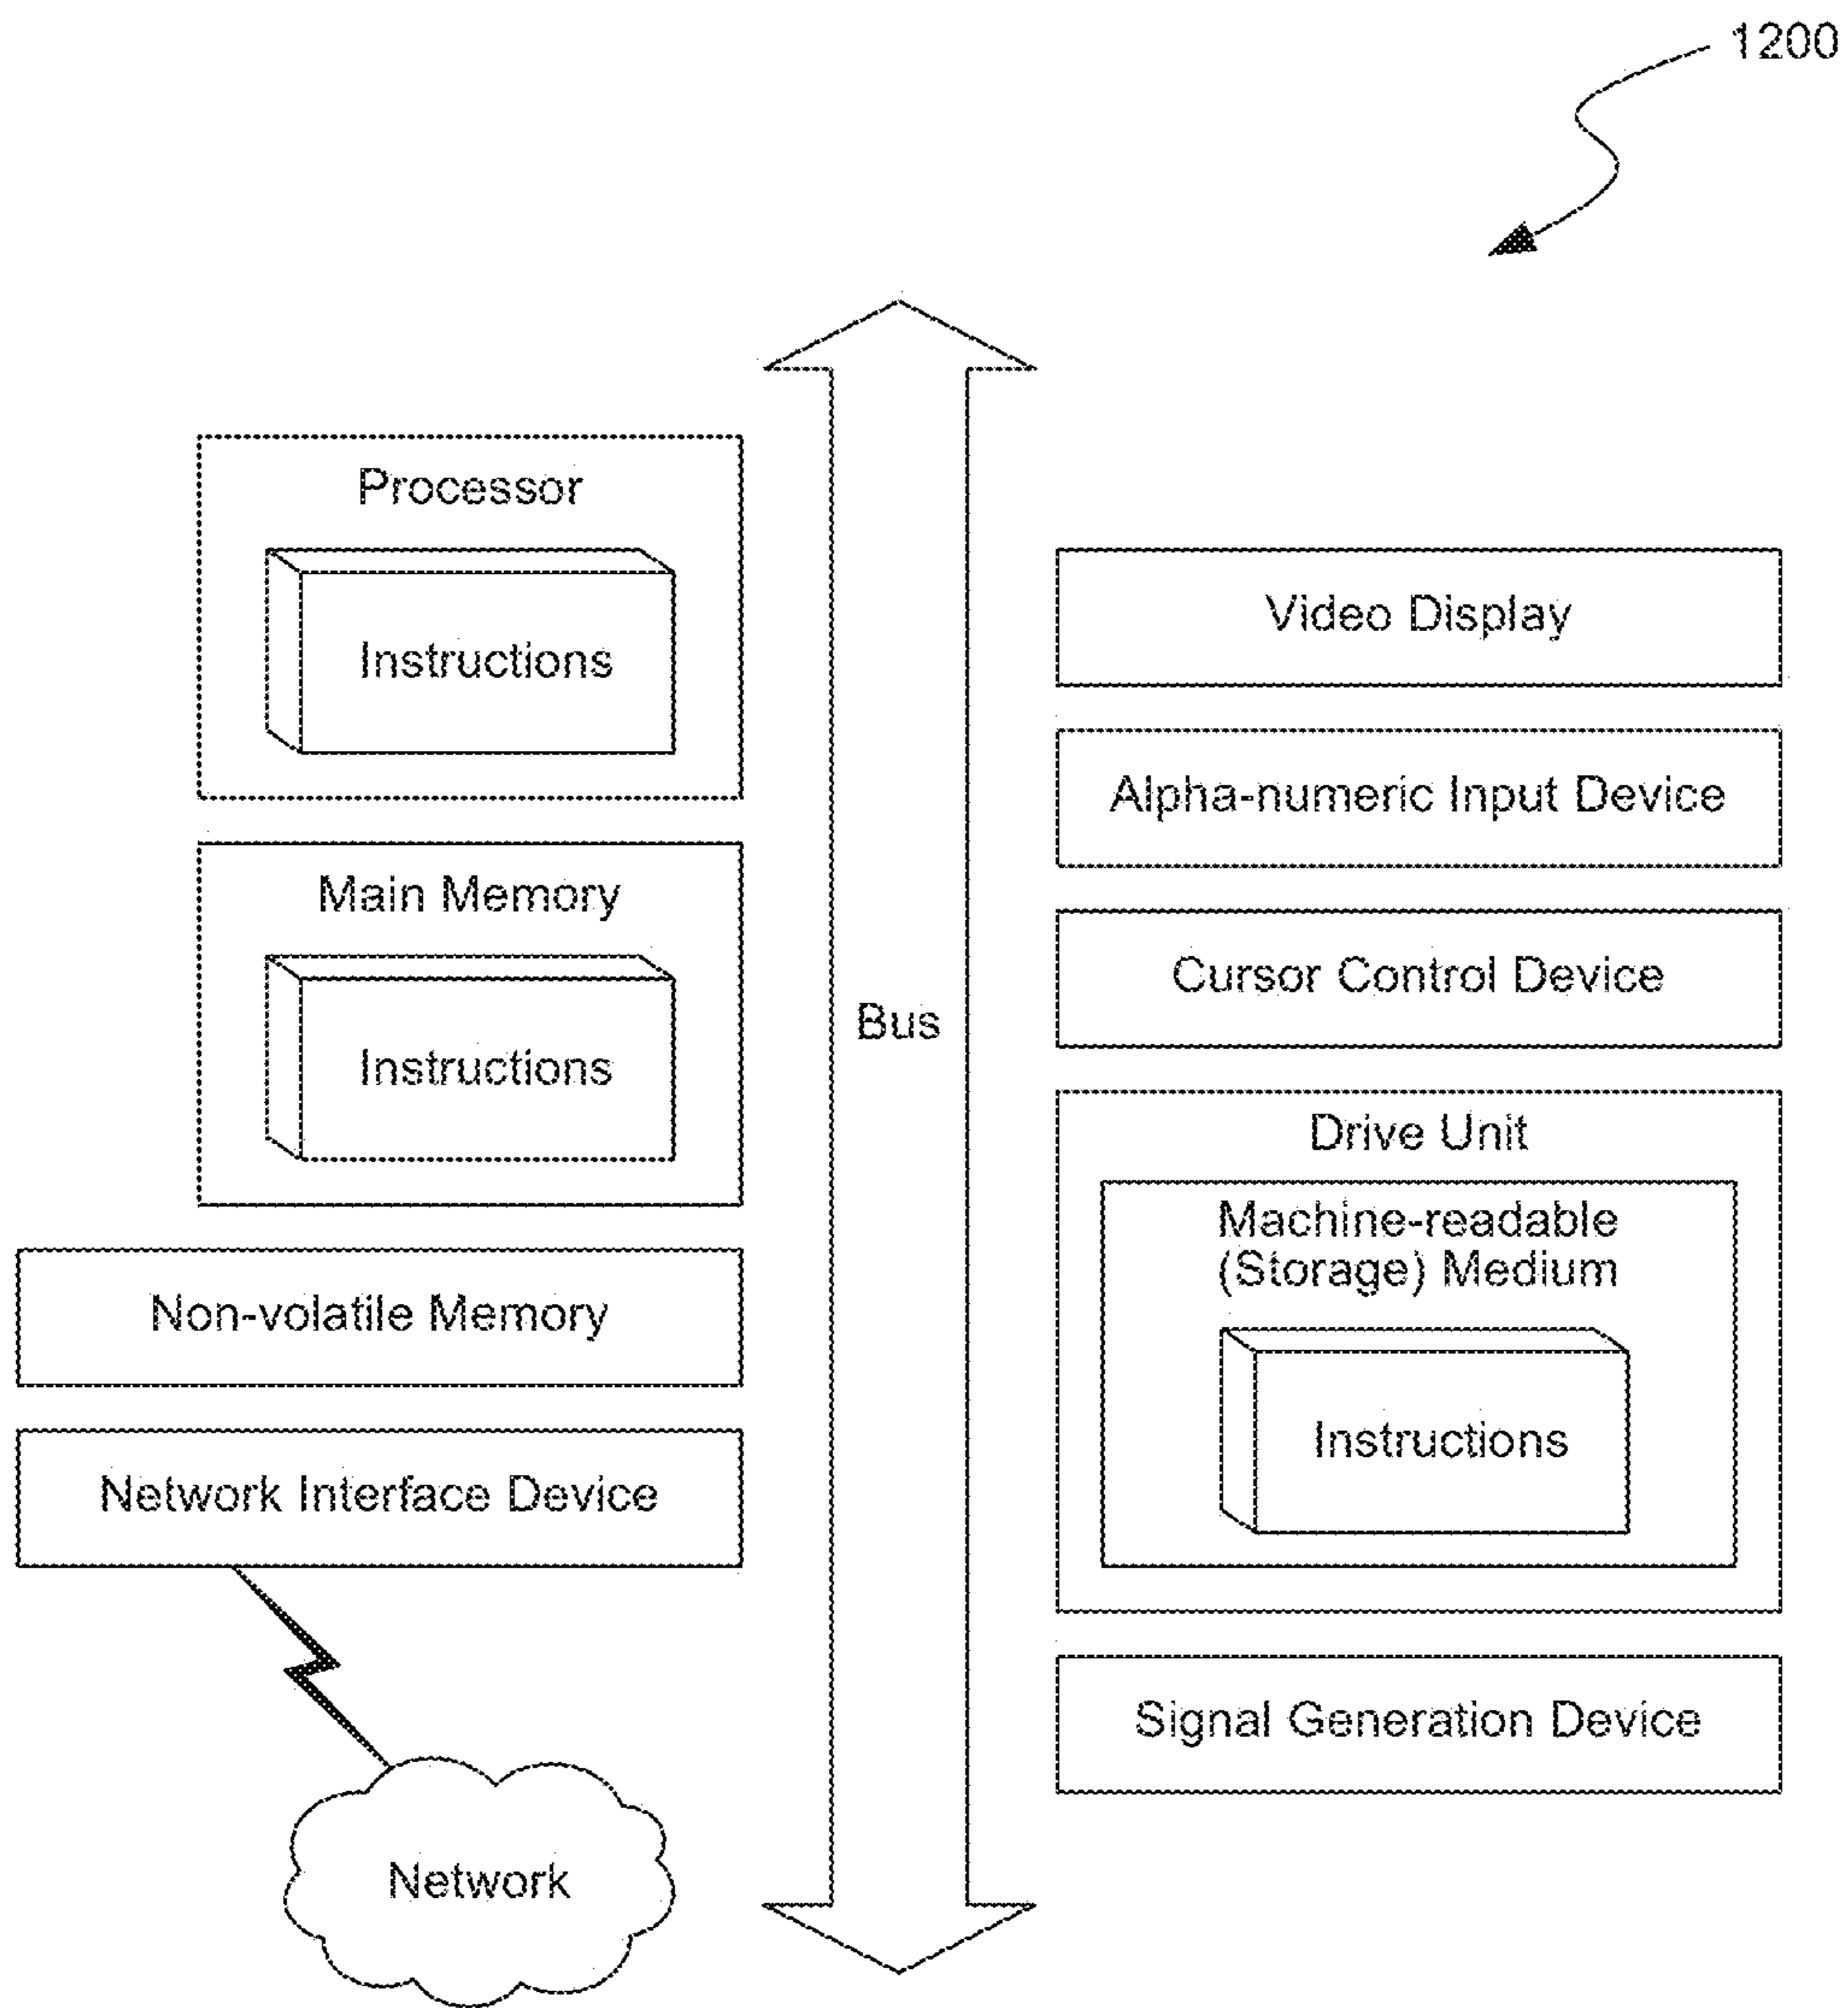 1200
Processor
Instructions
Main Memory
Instructions
Non-volatile Memory
Network Interface Device
Network
Bus
Video Display
Alpha-numeric Input Device
Cursor Control Device
Drive Unit
Machine-readable
(Storage) Medium
Instructions
Signal Generation Device